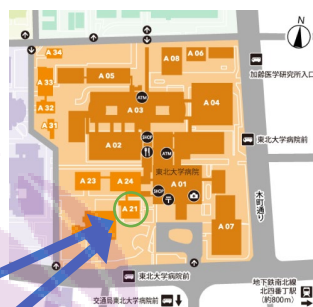 N
A 34
A 33
A 32
A 31
A 05
A 08
A 06
A 04
ATM
A 03
加齢医学研究所入口
SHOP
A 02
ATM
東北大学病院前
東北大学病院
A 23
A 24
SHOP
A 01
木町通り
A 21
A 07
東北大学病院前
交通局東北大学病院前
地下鉄南北線
北四番丁駅
(約800m)